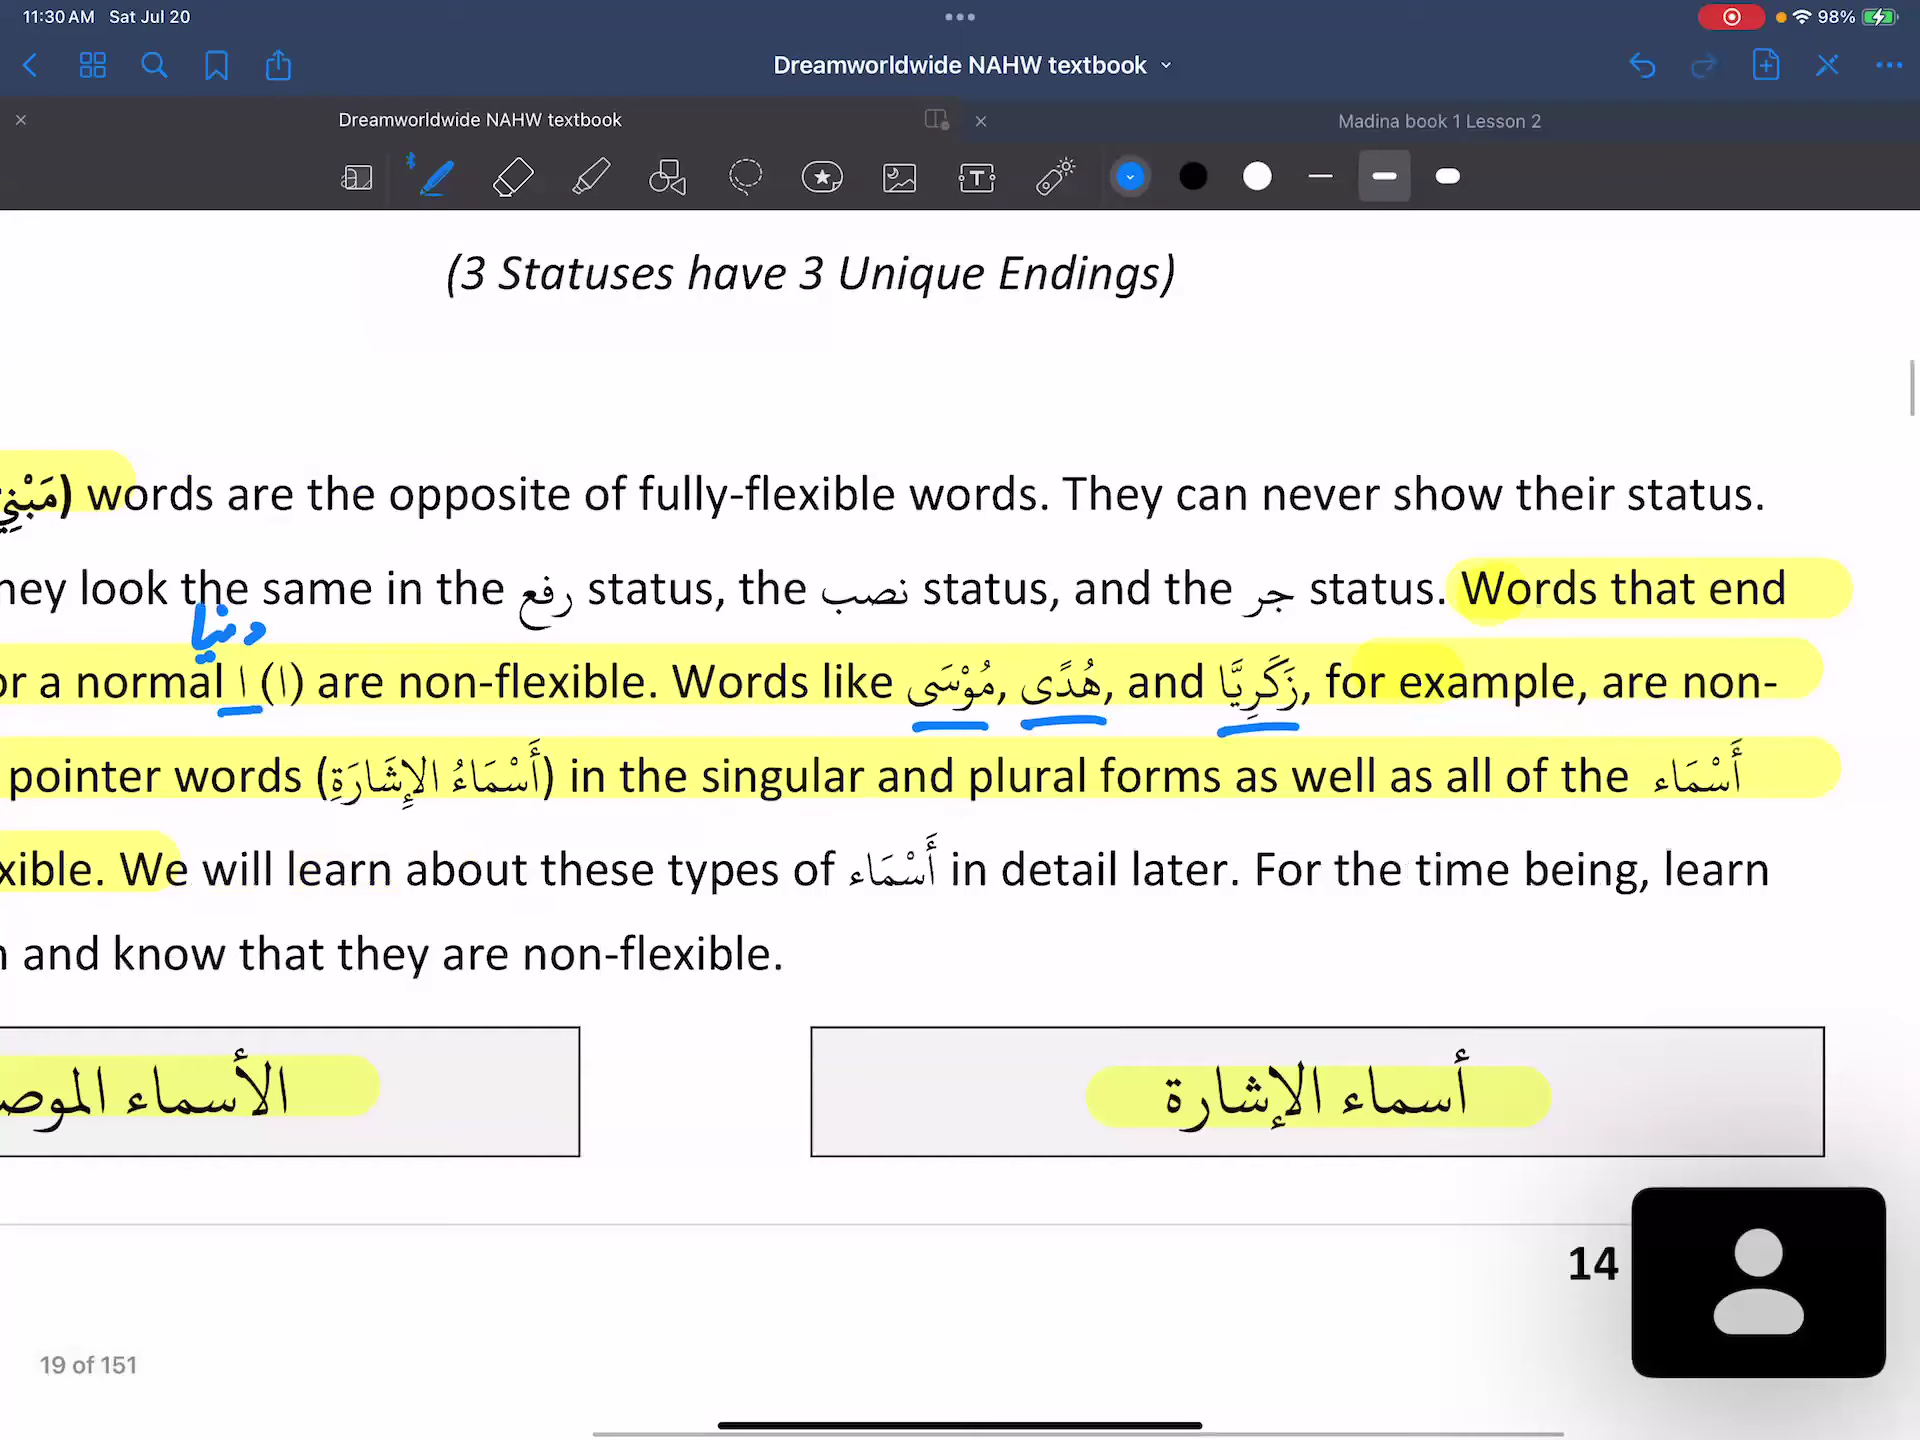 11:30 AM Sat Jul 20
98%
Dreamworldwide NAHW textbook
Dreamworldwide NAHW textbook
Madina book 1 Lesson 2
(3 Statuses have 3 Unique Endings)
words are the opposite of fully-flexible words. They can never show their status.
hey look the same in the رفع status, the نصب status, and the جر status. Words that end
دنيا
or a normal ا (ا) are non-flexible. Words like مُوْسَى, هُدًى, and زَكَرِيَّا, for example, are non-
pointer words (أَسْمَاءُ الإِشَارَةِ) in the singular and plural forms as well as all of the أَسْمَاء
xible. We will learn about these types of أَسْمَاء in detail later. For the time being, learn
and know that they are non-flexible.
أسماء الإشارة
الأسماء الموص
14
19 of 151